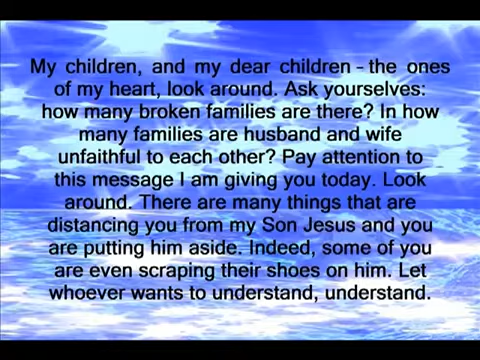 My children, and my dear children - the ones
of my heart, look around. Ask yourselves:
how many broken families are there? In how
many families are husband and wife
unfaithful to each other? Pay attention to
this message I am giving you today. Look
around. There are many things that are
distancing you from my Son Jesus and you
are putting him aside. Indeed, some of you
are even scraping their shoes on him. Let
whoever wants to understand, understand.